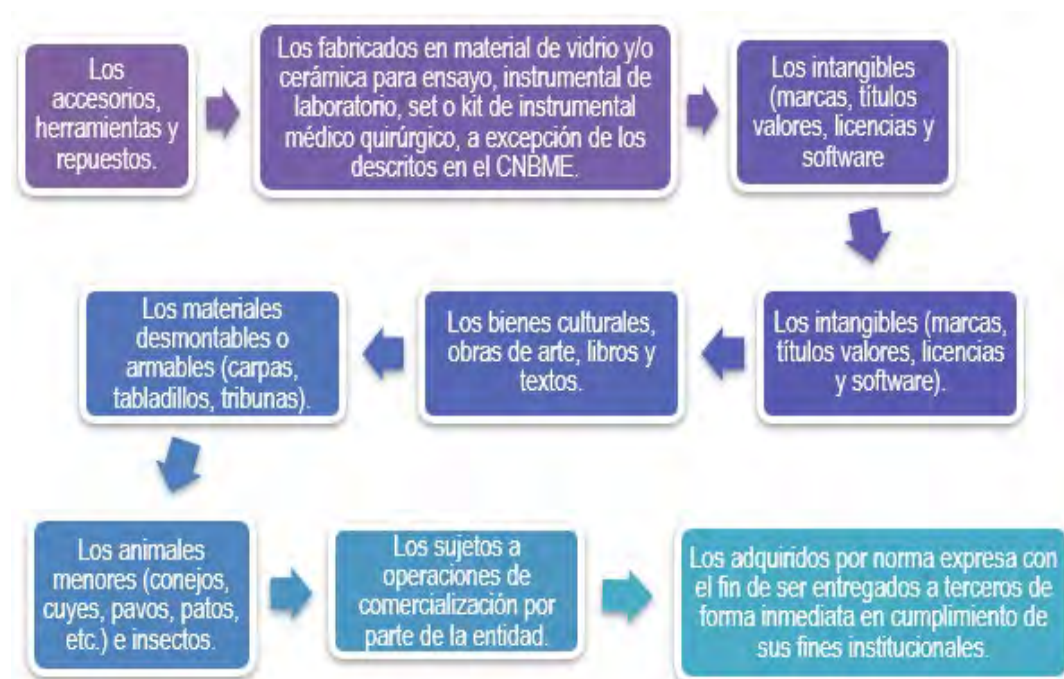 Los
accesorios,
herramientas y
repuestos.
Los fabricados en material de vidrio y/o
cerámica para ensayo, instrumental de
laboratorio, set o kit de instrumental
médico quirúrgico, a excepción de los
descritos en el CNBME.
Los intangibles
(marcas, títulos
valores, licencias y
software
Los intangibles (marcas,
títulos valores, licencias
y software).
Los bienes culturales,
obras de arte, libros y
textos.
Los materiales
desmontables o
armables (carpas,
tabladillos, tribunas).
Los animales
menores (conejos,
cuyes, pavos, patos,
etc.) e insectos.
Los sujetos a
operaciones de
comercialización por
parte de la entidad.
Los adquiridos por norma expresa con
el fin de ser entregados a terceros de
forma inmediata en cumplimiento de
sus fines institucionales.